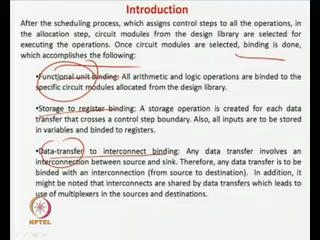 Introduction
After the scheduling process, which assigns control steps to all the operations, in
the allocation step, circuit modules from the design library are selected for
executing the operations. Once circuit modules are selected, binding is done,
which accomplishes the following:
•Functional unit binding: All arithmetic and logic operations are binded to the
specific circuit modules allocated from the design library.
•Storage to register binding: A storage operation is created for each data
transfer that crosses a control step boundary. Also, all inputs are to be stored
in variables and binded to registers.
•Data-transfer to interconnect binding: Any data transfer involves an
interconnection between source and sink. Therefore, any data transfer is to be
binded with an interconnection (from source to destination). In addition, it
might be noted that interconnects are shared by data transfers which leads to
use of multiplexers in the sources and destinations.
NPTEL